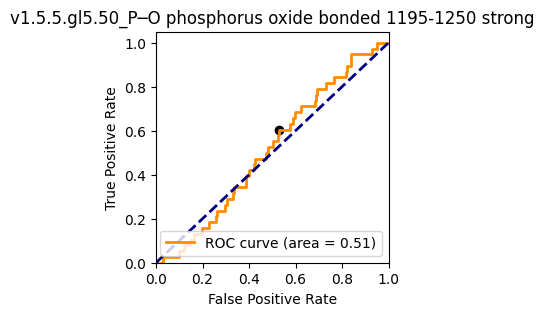 v1.5.5.gl5.50_P─O phosphorus oxide bonded 1195-1250 strong
1.0
0.8
0.6
0.4
0.2
0.0
True Positive Rate
ROC curve (area = 0.51)
0.0 0.2 0.4 0.6 0.8 1.0
False Positive Rate